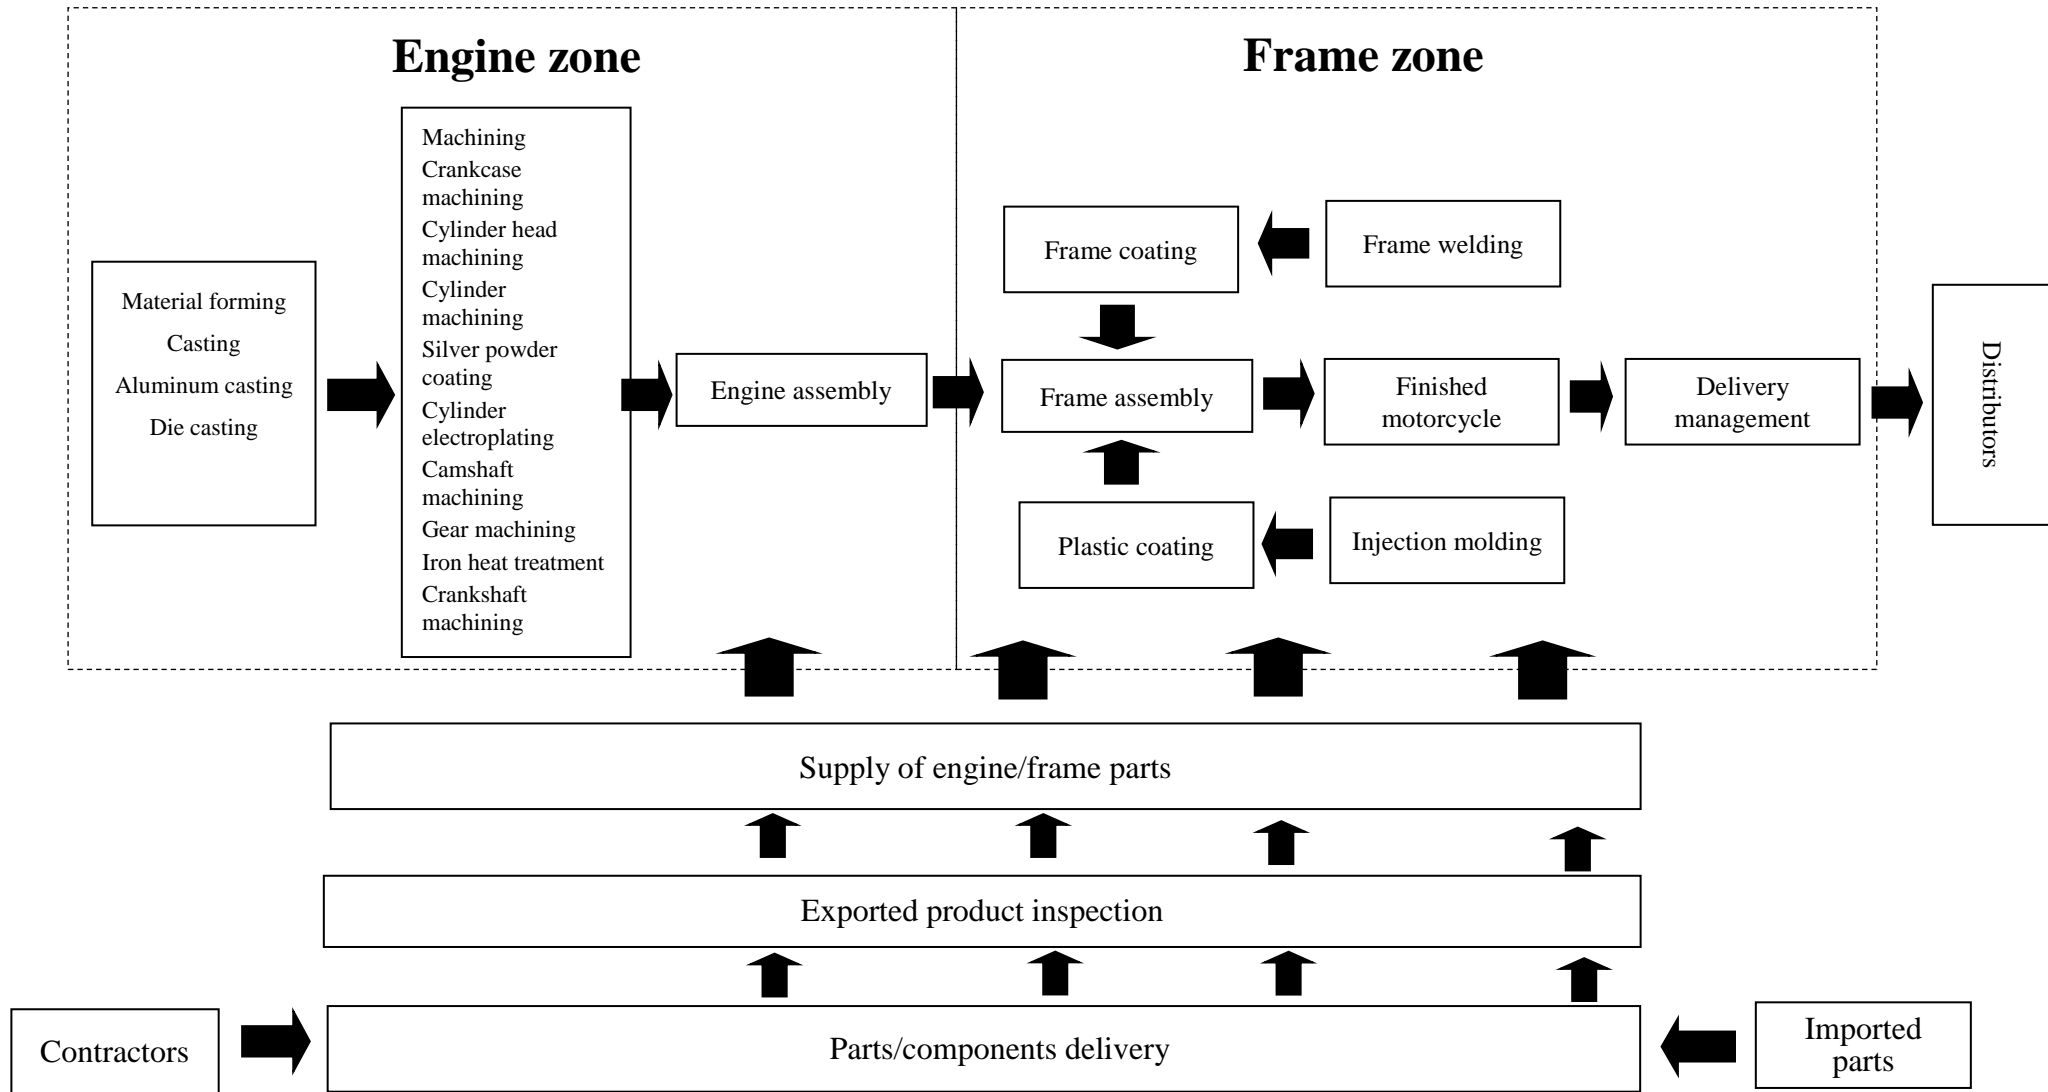 Engine zone
Frame zone
Material forming
Casting
Aluminum casting
Die casting
Machining
Crankcase
machining
Cylinder head
machining
Cylinder
machining
Silver powder
coating
Cylinder
electroplating
Camshaft
machining
Gear machining
Iron heat treatment
Crankshaft
machining
Engine assembly
Frame coating
Frame welding
Frame assembly
Finished
motorcycle
Delivery
management
Plastic coating
Injection molding
Distributors
Supply of engine/frame parts
Exported product inspection
Contractors
Parts/components delivery
Imported
parts